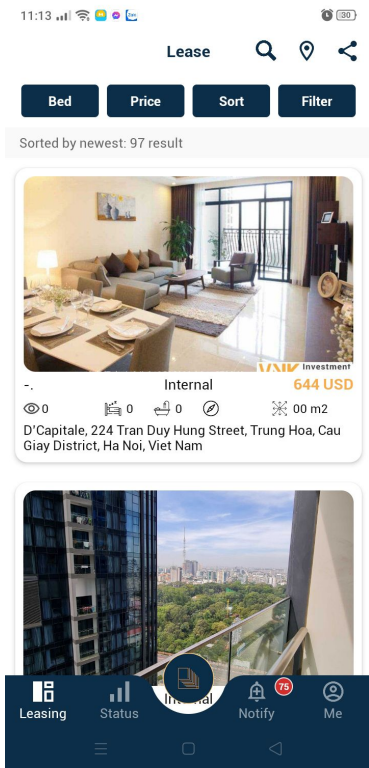 11:13
30
Lease
Bed
Price
Sort
Filter
Sorted by newest: 97 result
Investment
-.
Internal
644 USD
0
0
0
00 m2
D'Capitale, 224 Tran Duy Hung Street, Trung Hoa, Cau
Giay District, Ha Noi, Viet Nam
75
Leasing
Status
Notify
Me